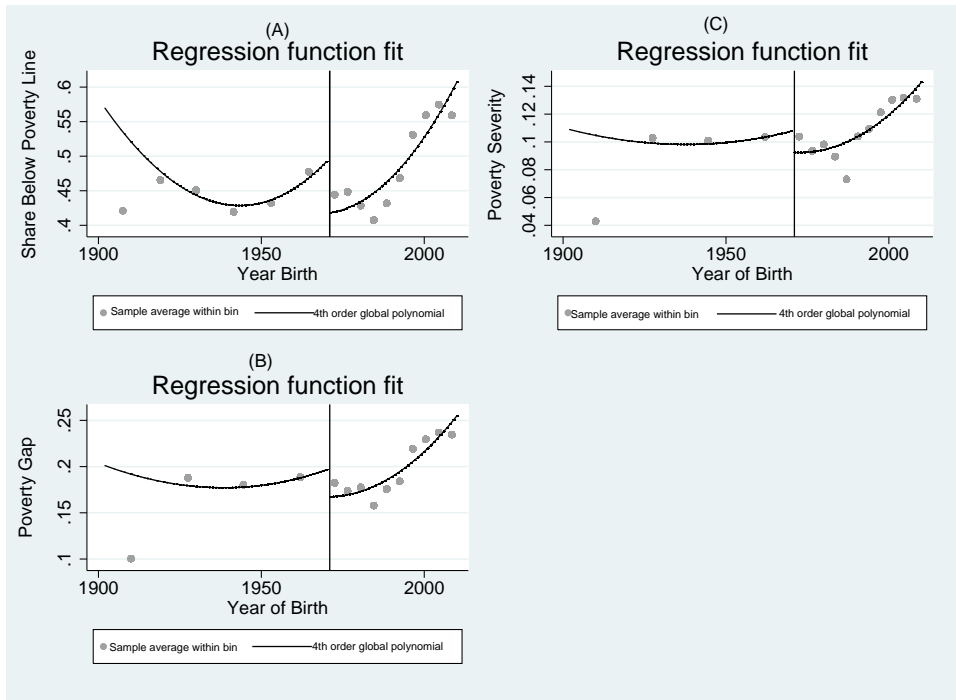 (A)
Regression function fit
Share Below Poverty Line
.6
.55
.5
.45
.4
1900
1950
2000
Year Birth
Sample average within bin
4th order global polynomial
(C)
Regression function fit
Poverty Severity
.04.06.08 .1 .12.14
1900
1950
2000
Year of Birth
Sample average within bin
4th order global polynomial
(B)
Regression function fit
Poverty Gap
.25
.2
.15
.1
1900
1950
2000
Year of Birth
Sample average within bin
4th order global polynomial